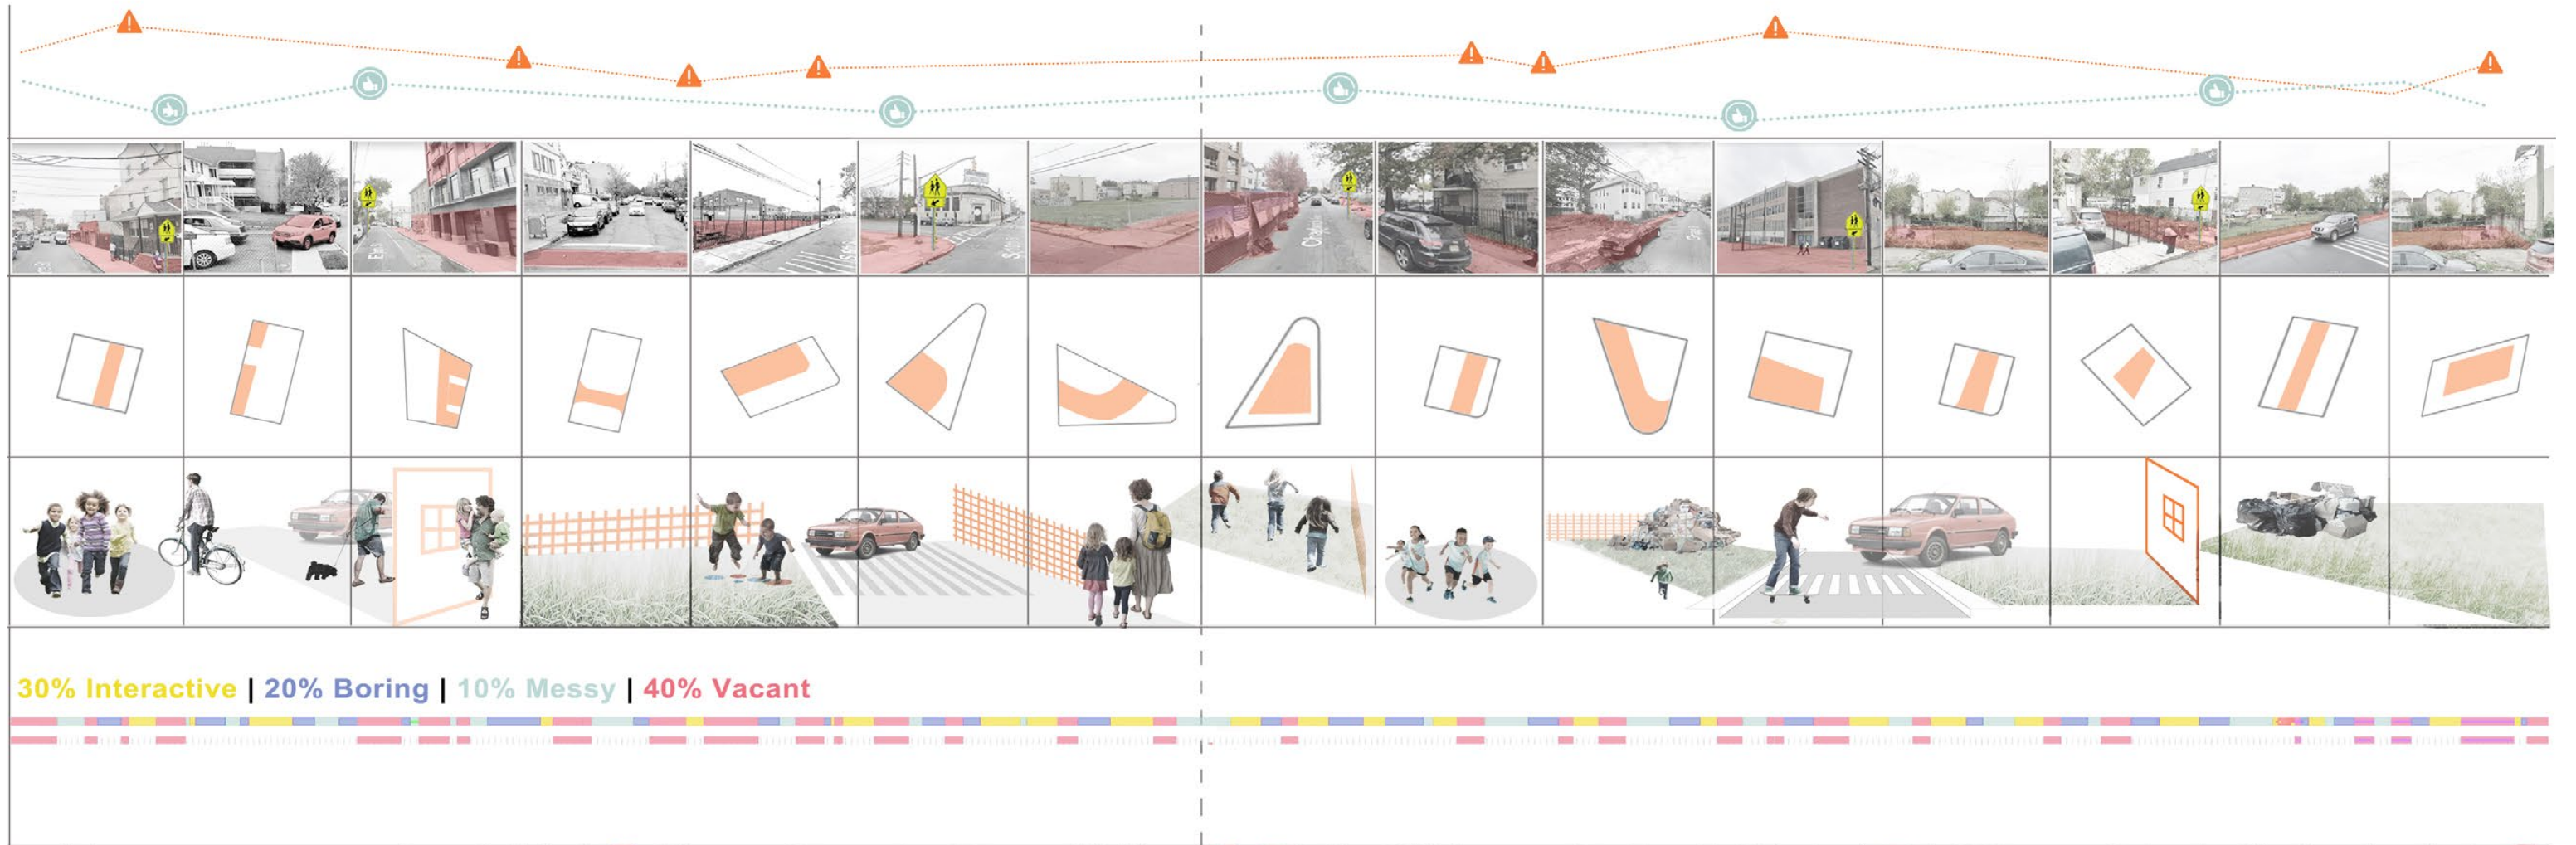 30% Interactive | 20% Boring | 10% Messy | 40% Vacant